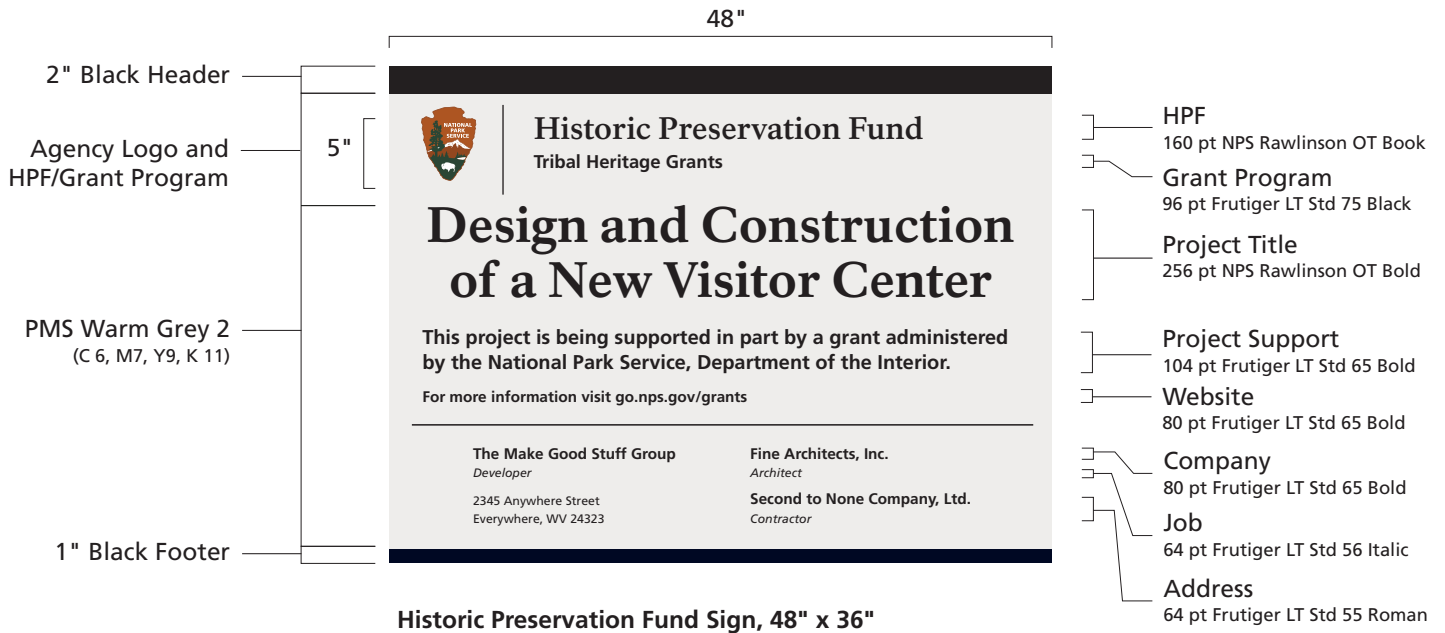 48"
2" Black Header
Agency Logo and
HPF/Grant Program
5"
PMS Warm Grey 2
(C 6, M7, Y9, K 11)
1" Black Footer
NATIONAL
PARK
SERVICE
Historic Preservation Fund
Tribal Heritage Grants
Design and Construction
of a New Visitor Center
This project is being supported in part by a grant administered
by the National Park Service, Department of the Interior.
For more information visit go.nps.gov/grants
The Make Good Stuff Group
Developer
2345 Anywhere Street
Everywhere, WV 24323
Fine Architects, Inc.
Architect
Second to None Company, Ltd.
Contractor
HPF
160 pt NPS Rawlinson OT Book
Grant Program
96 pt Frutiger LT Std 75 Black
Project Title
256 pt NPS Rawlinson OT Bold
Project Support
104 pt Frutiger LT Std 65 Bold
Website
80 pt Frutiger LT Std 65 Bold
Company
80 pt Frutiger LT Std 65 Bold
Job
64 pt Frutiger LT Std 56 Italic
Address
64 pt Frutiger LT Std 55 Roman
Historic Preservation Fund Sign, 48" x 36"